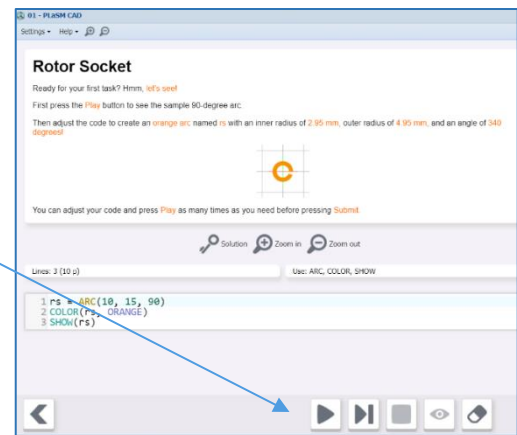 01 - PLaSM CAD
Settings Help
Rotor Socket
Ready for your first task? Hmm, let's see!
First press the Play button to see the sample 90-degree arc.
Then adjust the code to create an orange arc named rs with an inner radius of 2.95 mm, outer radius of 4.95 mm, and an angle of 340
degrees!
You can adjust your code and press Play as many times as you need before pressing Submit
Solution Zoom in Zoom out
Lines: 3 (10 p) Use: ARC, COLOR, SHOW
1 rs = ARC(10, 15, 90)
2 COLOR(rs, ORANGE)
3 SHOW(rs)